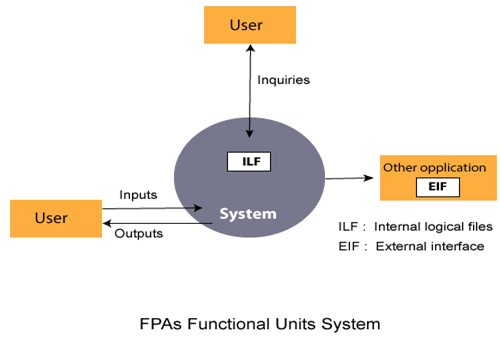 User
Inquiries
ILF
System
Other opplication
EIF
Inputs
User
Outputs
ILF : Internal logical files
EIF : External interface
FPAs Functional Units System